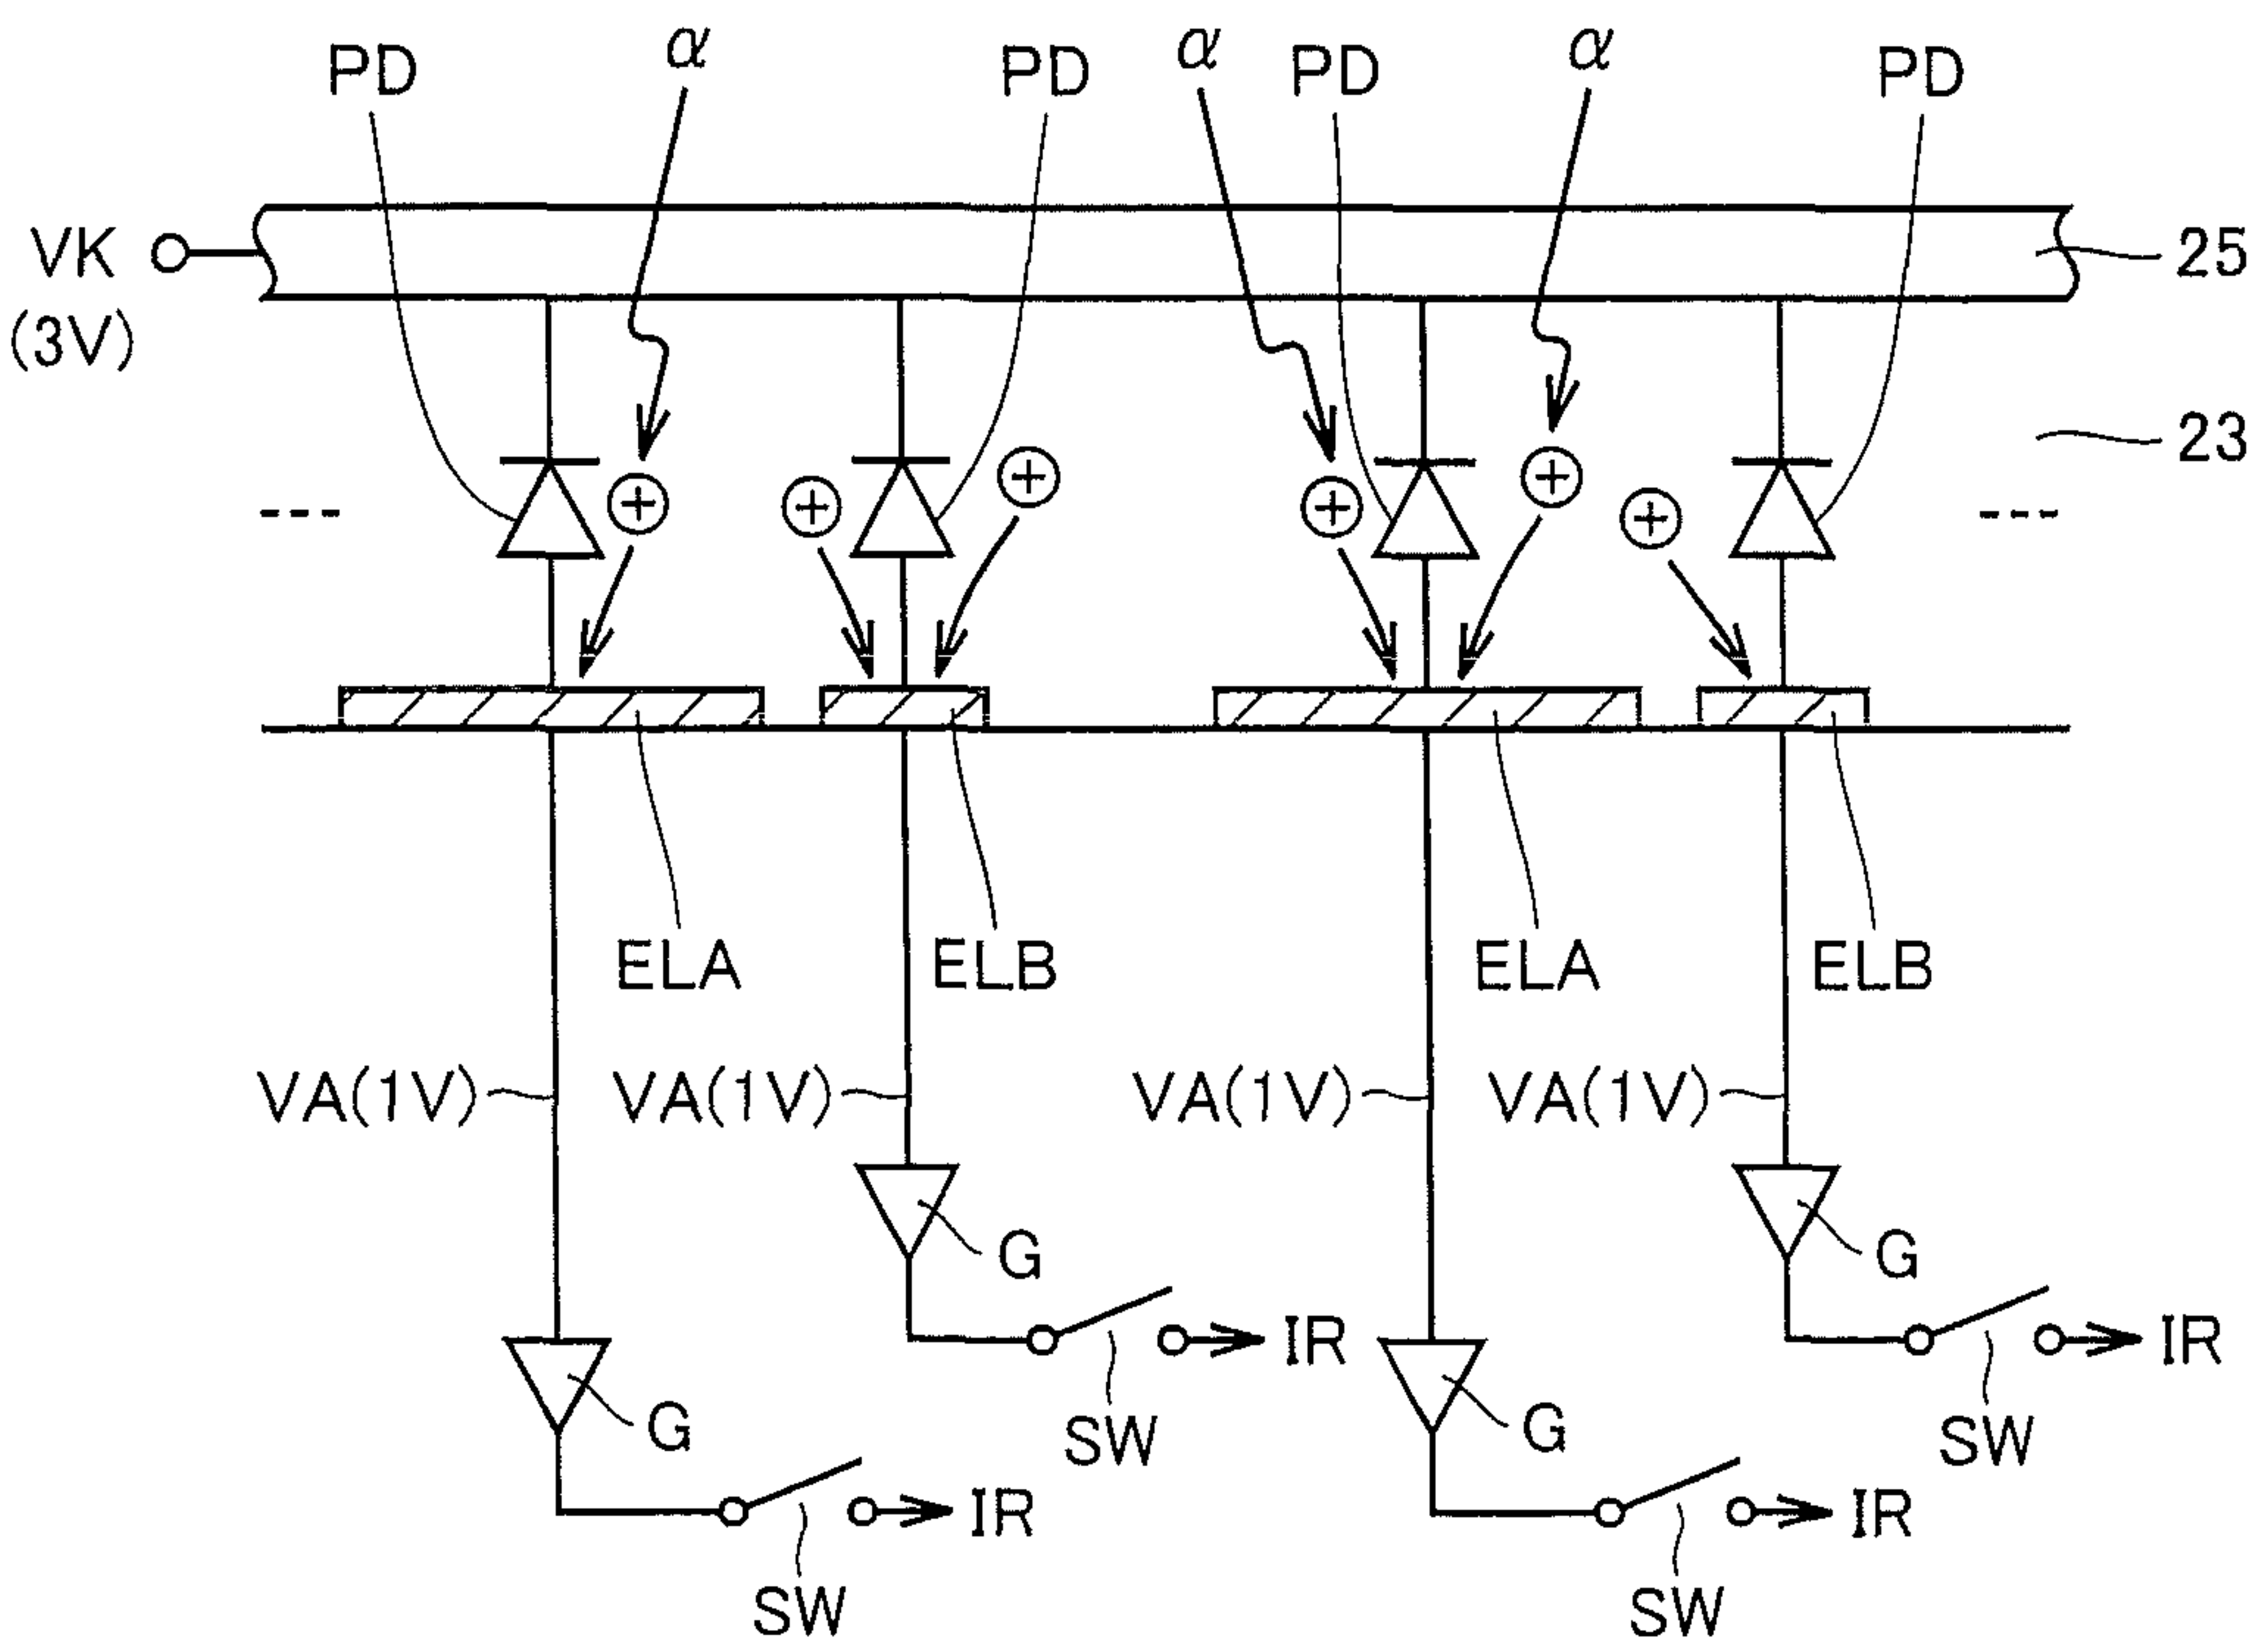 PD α PD α PD α PD
VK
(3V)
25
23
---
---
ELA ELB ELA ELB
VA(1V) VA(1V) VA(1V) VA(1V)
G G
IR IR
G SW G SW
IR IR
SW SW